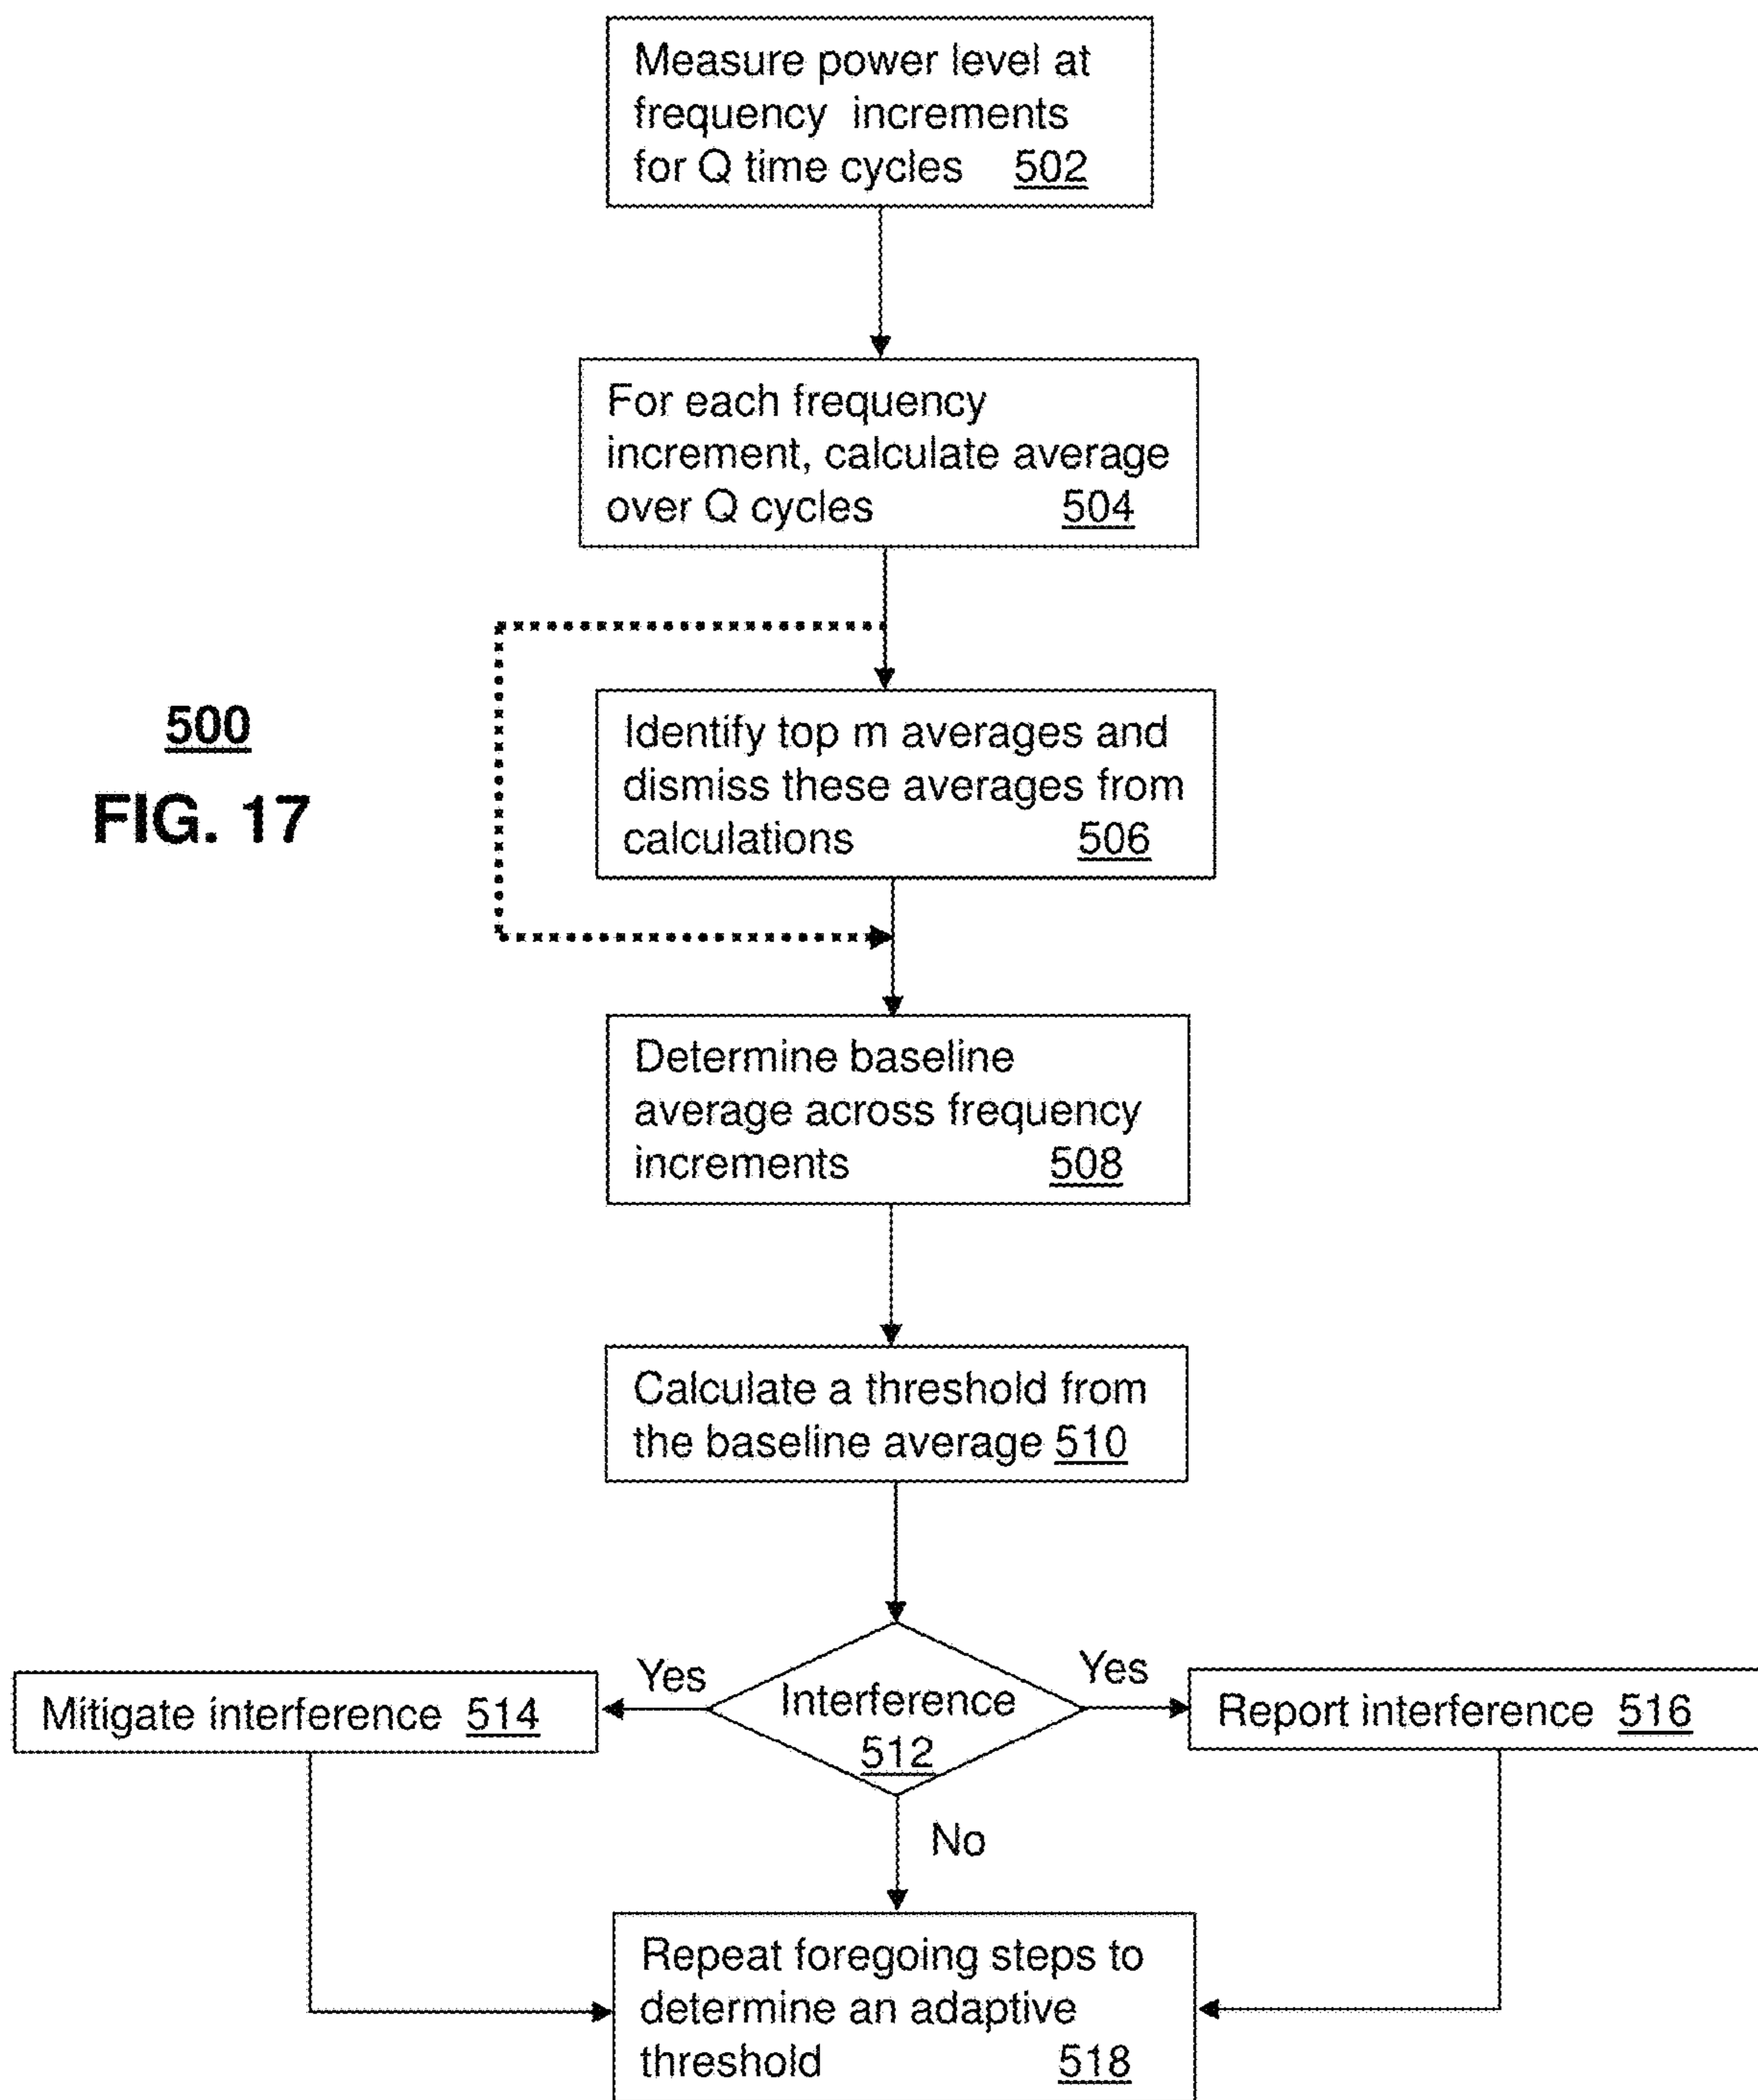 Measure power level at
frequency increments
for Q time cycles 502
For each frequency
increment, calculate average
over Q cycles 504
500
FIG. 17
Identify top m averages and
dismiss these averages from
calculations 506
Determine baseline
average across frequency
increments 508
Calculate a threshold from
the baseline average 510
Yes
Yes
Mitigate interference 514
Interference
512
Report interference 516
No
Repeat foregoing steps to
determine an adaptive
threshold 518